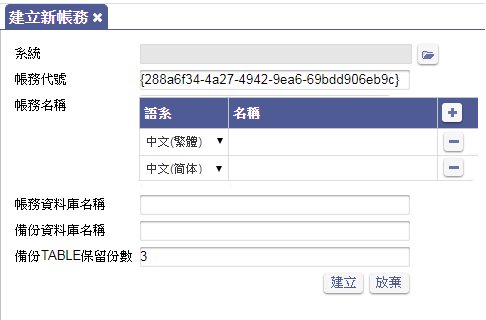 建立新帳務 ×
系統
帳務代號 {288a6f34-4a27-4942-9ea6-69bdd906eb9c}
帳務名稱 語系 名稱
中文(繁體)
中文(简体)
帳務資料庫名稱
備份資料庫名稱
備份TABLE保留份數 3
建立 放棄